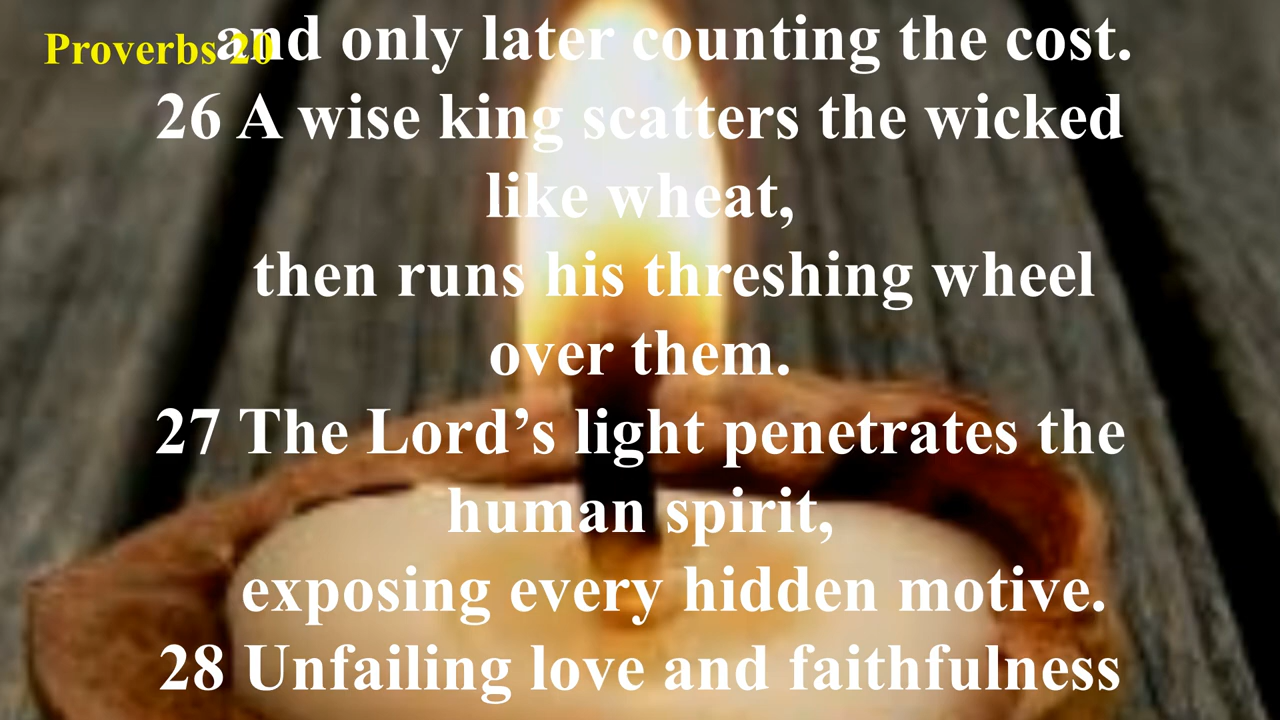 Proverbs 20
and only later counting the cost.
26 A wise king scatters the wicked
like wheat,
then runs his threshing wheel
over them.
27 The Lord’s light penetrates the
human spirit,
exposing every hidden motive.
28 Unfailing love and faithfulness